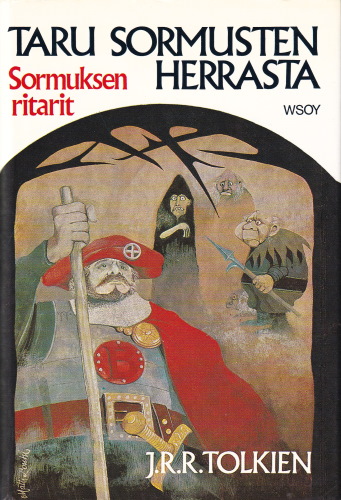 TARU SORMUSTEN
HERRASTA
Sormuksen
ritarit
WSOY
J.R.R.TOLKIEN